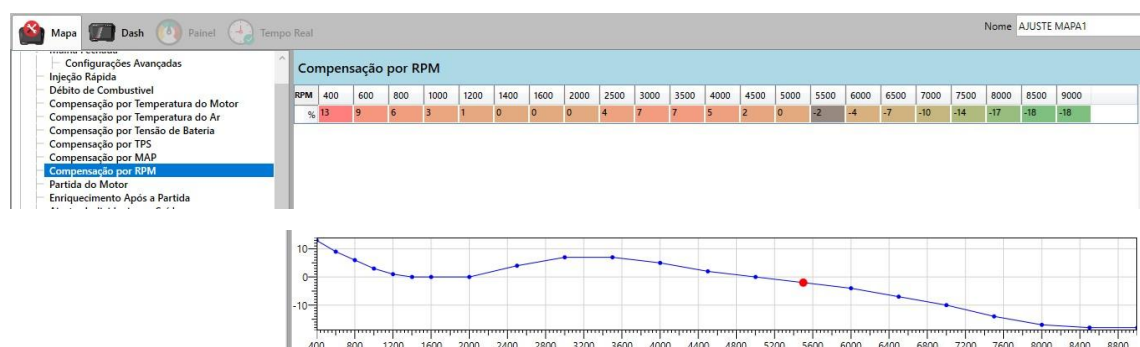 Mapa Dash Painel Tempo Real Nome AJUSTE MAPA1
Configurações Avançadas
Injeção Rápida
Débito de Combustível
Compensação por Temperatura do Motor
Compensação por Temperatura do Ar
Compensação por Tensão de Bateria
Compensação por TPS
Compensação por MAP
Compensação por RPM
Partida do Motor
Enriquecimento Após a Partida
Compensação por RPM
RPM 400 600 800 1000 1200 1400 1600 2000 2500 3000 3500 4000 4500 5000 5500 6000 6500 7000 7500 8000 8500 9000
% 13 9 6 3 1 0 0 0 4 7 7 5 2 0 -2 -4 -7 -10 -14 -17 -18 -18
10
0
-10
400 800 1200 1600 2000 2400 2800 3200 3600 4000 4400 4800 5200 5600 6000 6400 6800 7200 7600 8000 8400 8800